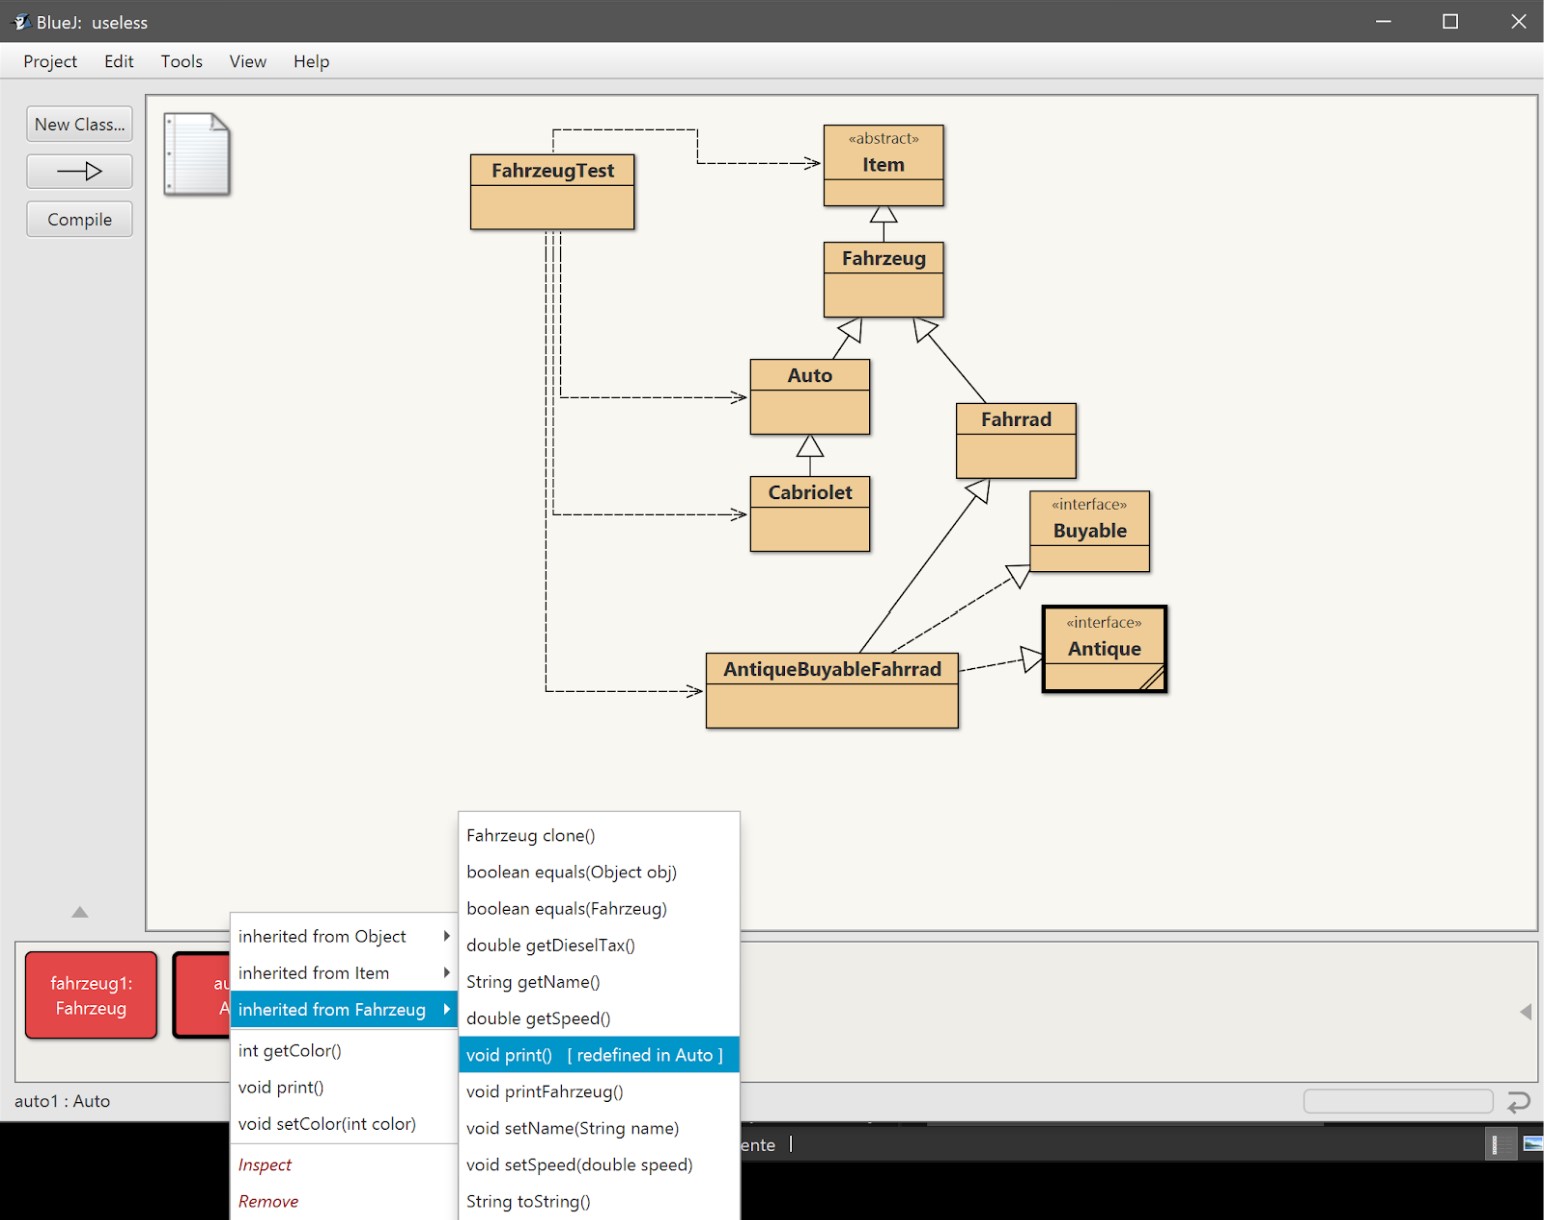 BlueJ: useless
Project Edit Tools View Help
New Class...
Compile
FahrzeugTest
«abstract»
Item
Fahrzeug
Auto
Fahrrad
Cabriolet
«interface»
Buyable
«interface»
Antique
AntiqueBuyableFahrrad
fahrzeug1:
Fahrzeug
au
A
inherited from Object
inherited from Item
inherited from Fahrzeug
int getColor()
void print()
void setColor(int color)
Inspect
Remove
Fahrzeug clone()
boolean equals(Object obj)
boolean equals(Fahrzeug)
double getDieselTax()
String getName()
double getSpeed()
void print() [ redefined in Auto ]
void printFahrzeug()
void setName(String name)
void setSpeed(double speed)
String toString()
auto1 : Auto
ente